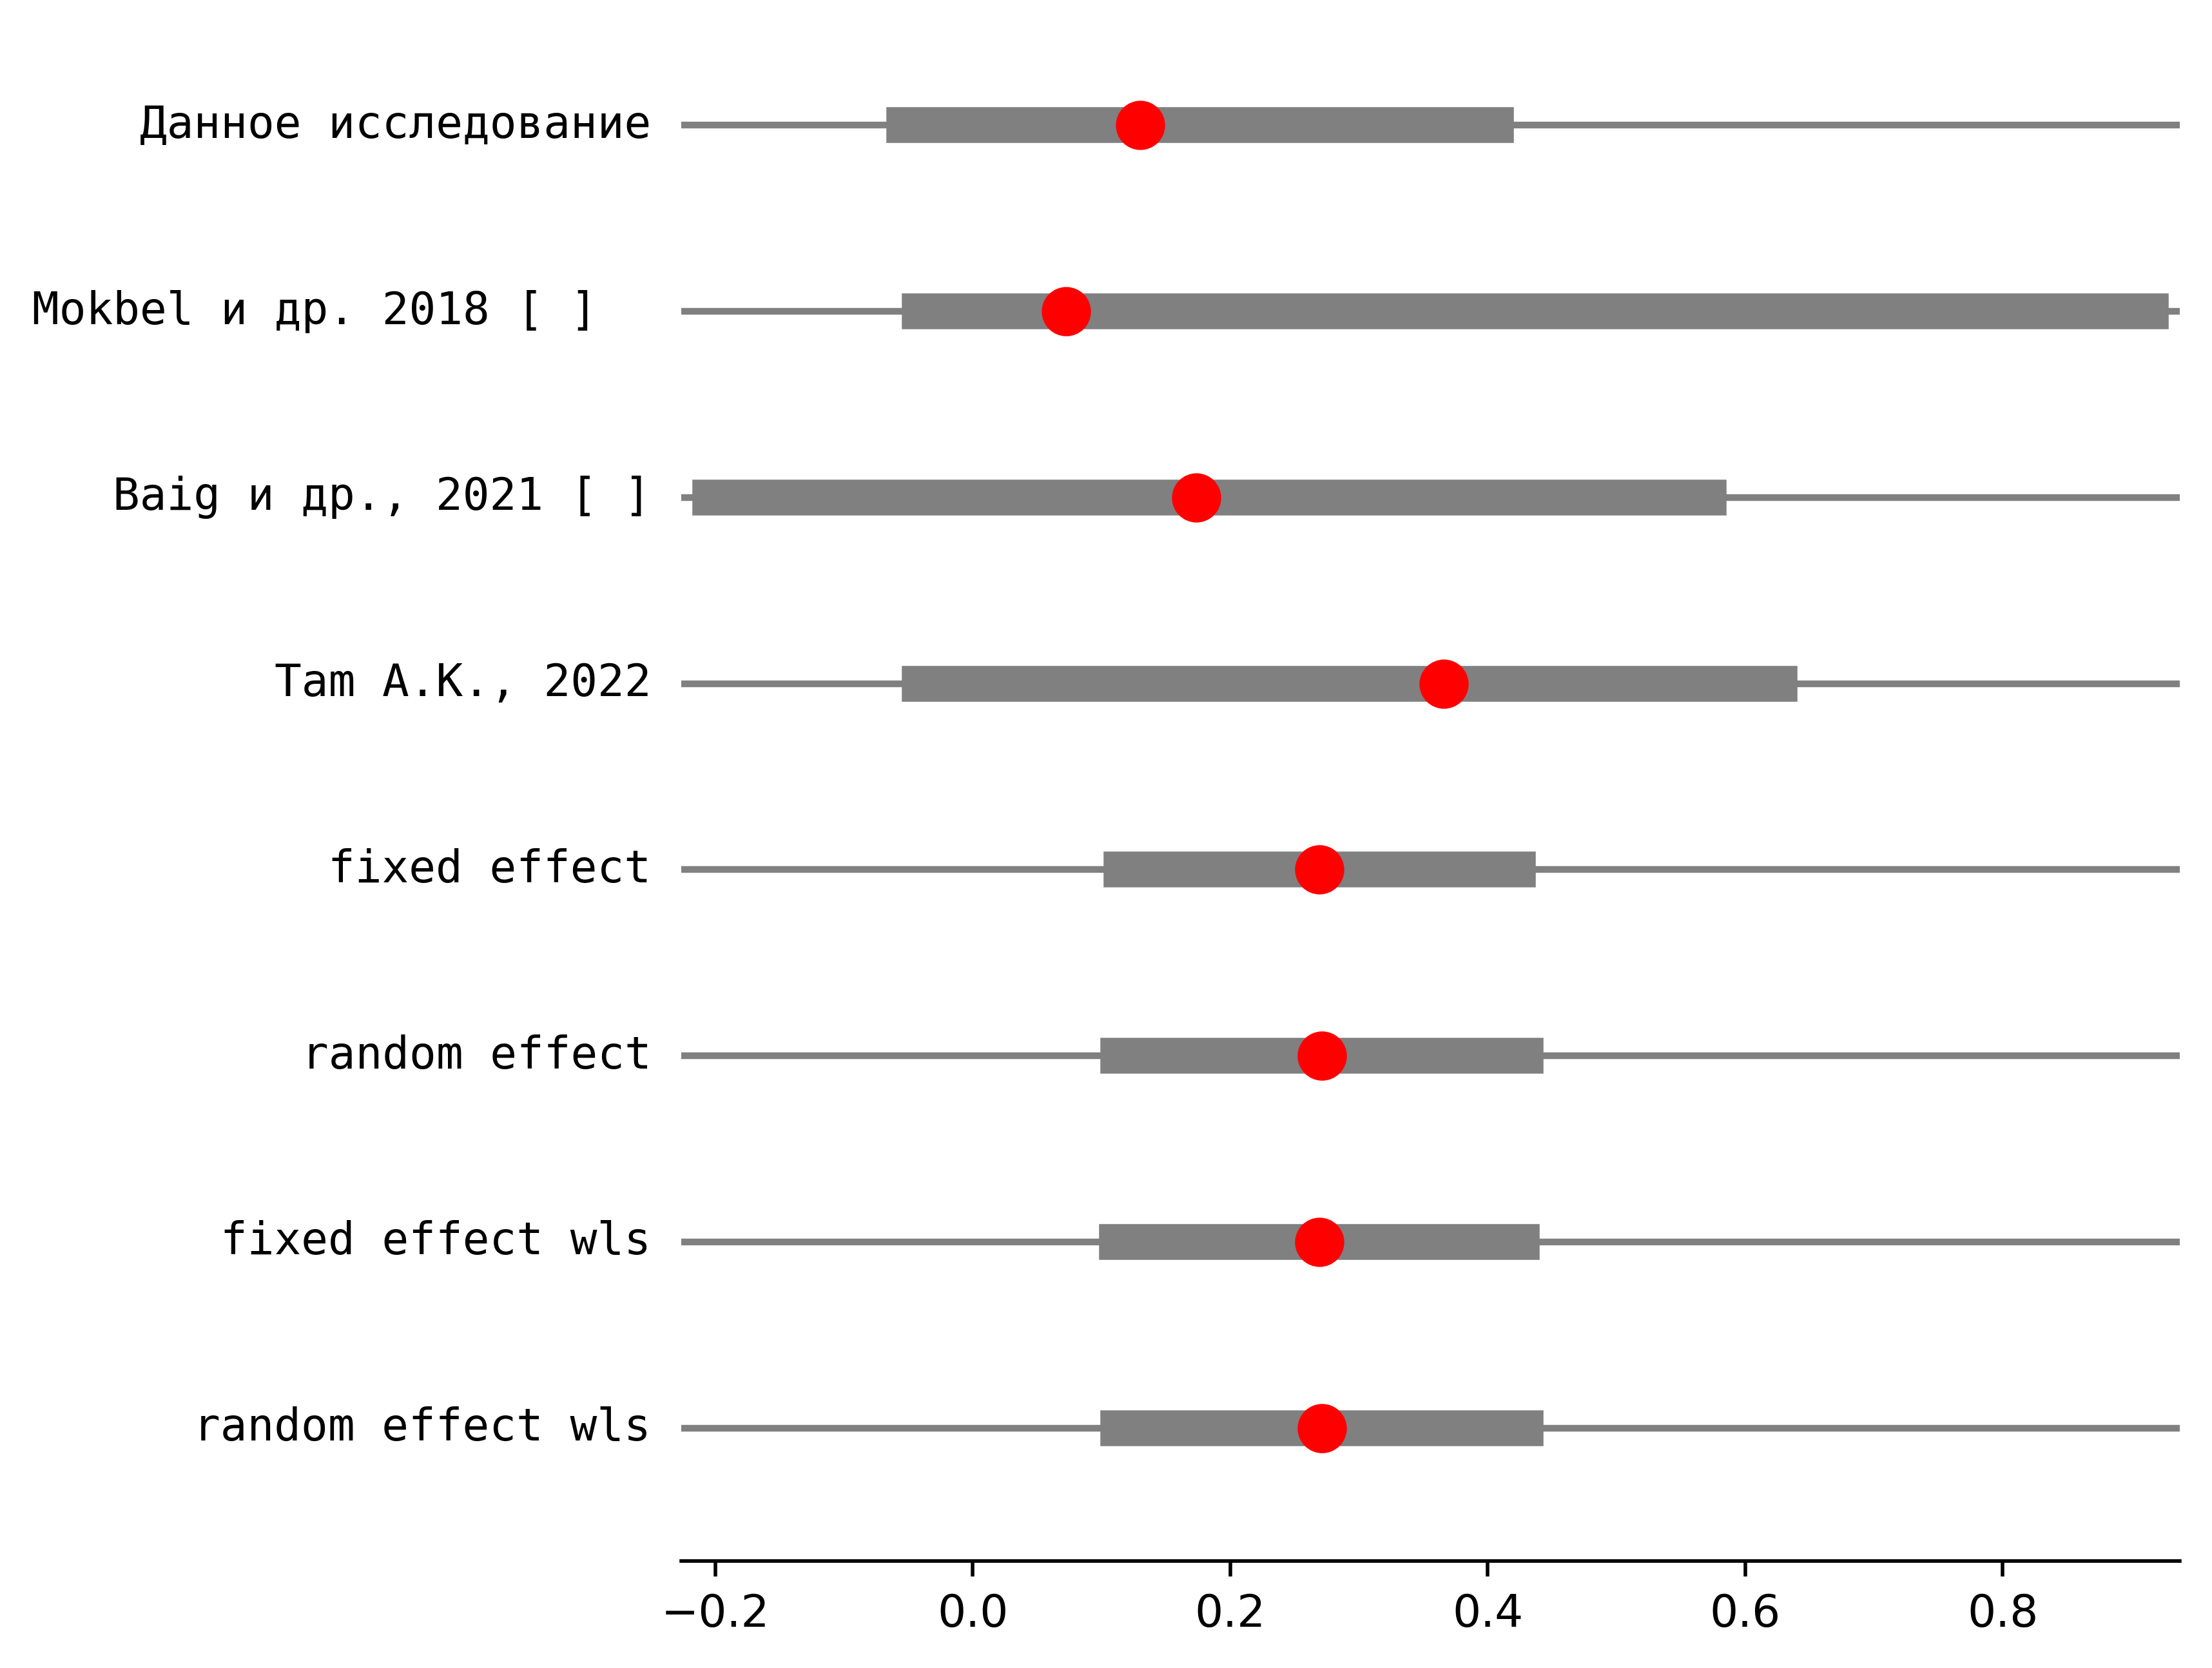 Данное исследование
Mokbel и др. 2018 [ ]
Baig и др., 2021 [ ]
Tam A.K., 2022
fixed effect
random effect
fixed effect wls
random effect wls
−0.2 0.0 0.2 0.4 0.6 0.8